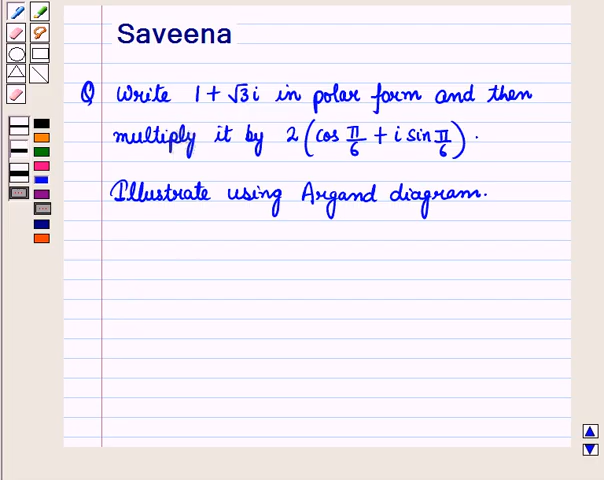 Saveena
Q Write 1 + √3 i in polar form and then
multiply it by 2 (cos π/6 + i sin π/6).
Illustrate using Argand diagram.